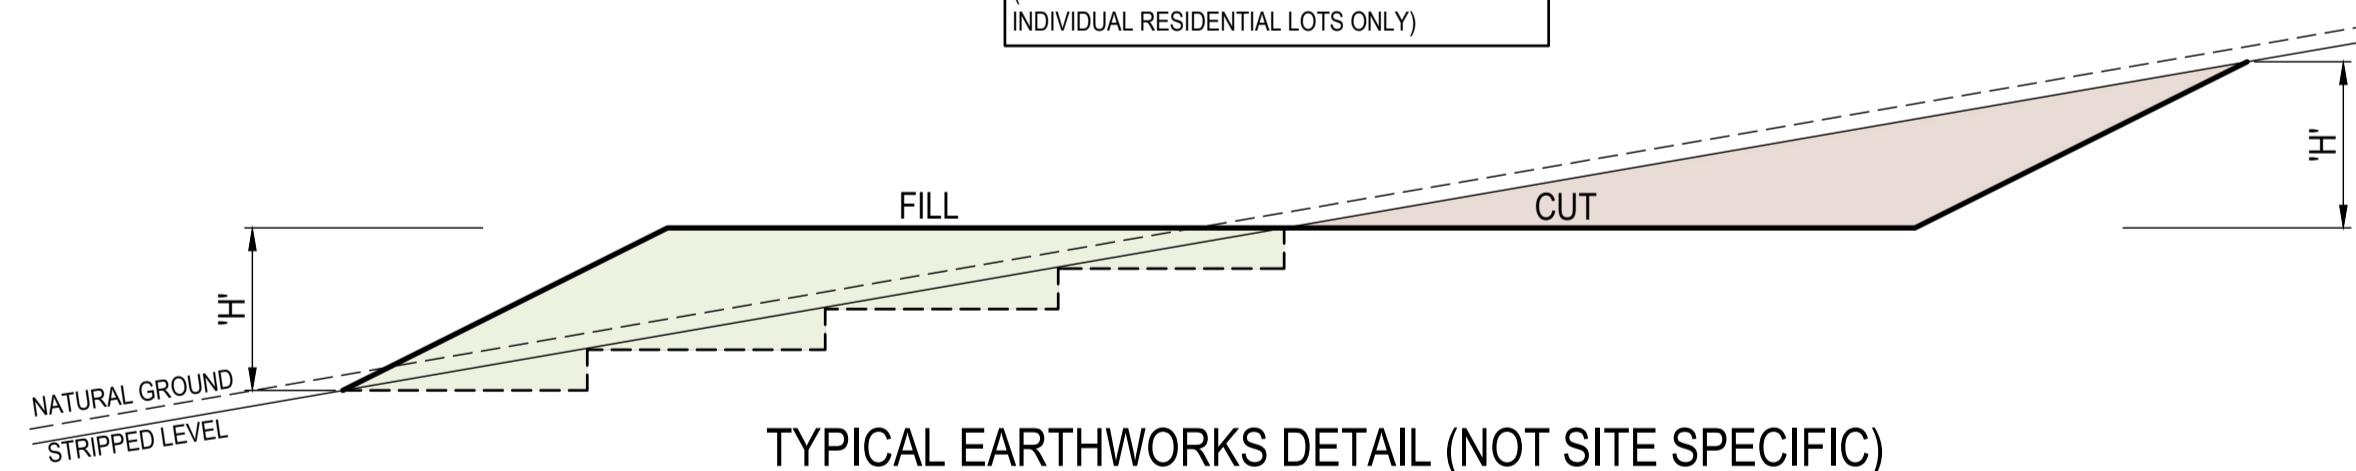 INDIVIDUAL RESIDENTIAL LOTS ONLY)
FILL
CUT
'H'
'H'
NATURAL GROUND
STRIPPED LEVEL
TYPICAL EARTHWORKS DETAIL (NOT SITE SPECIFIC)